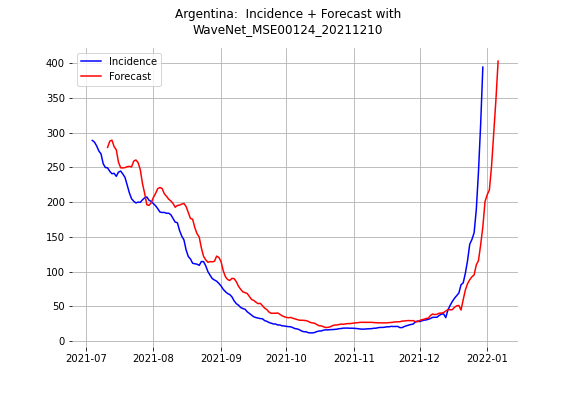 Argentina:  Incidence + Forecast with
WaveNet_MSE00124_20211210
Incidence
Forecast
400
350
300
250
200
150
100
50
0
2021-07 2021-08 2021-09 2021-10 2021-11 2021-12 2022-01